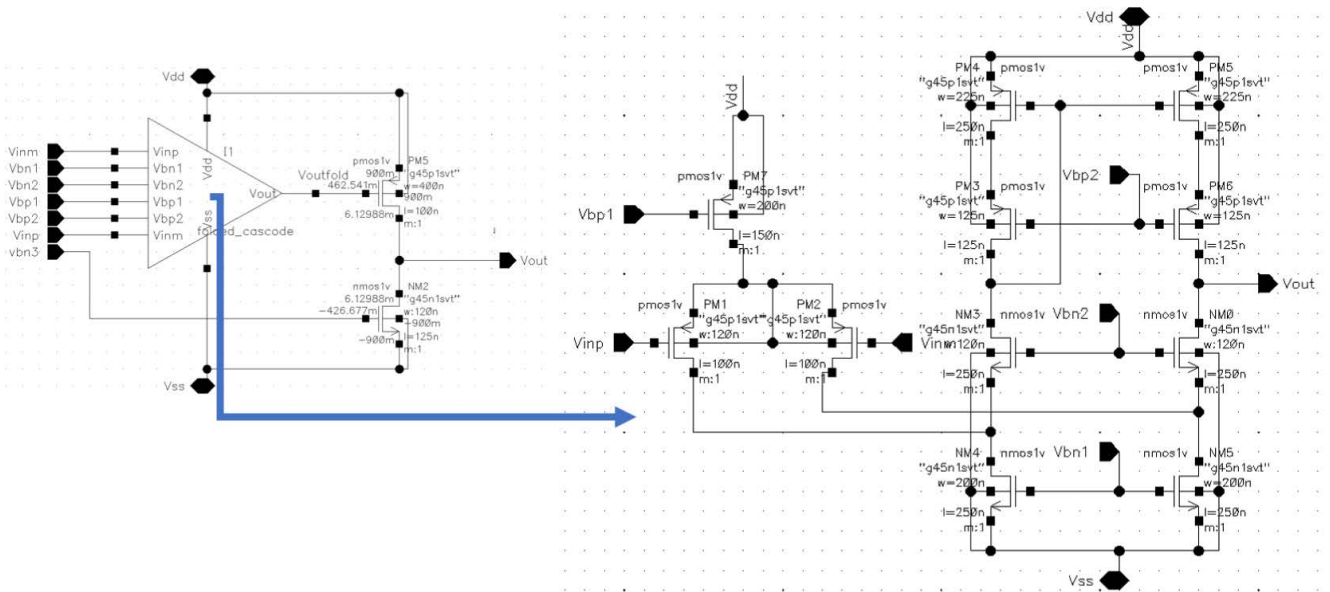 Vdd
Vinm
Vbn1
Vbn2
Vbp1
Vbp2
Vinp
vbn3
Vinp
Vbn1
Vbn2
Vbp1
Vbp2
Vinm
I1
Vdd
Vss
Vout
folded_cascode
Voutfold
pmos1v
900m
PM5
"g45p1svt"
462.541m
w=400n
900m
l=100n
6.12988m
m:1
Vout
nmos1v
NM2
6.12988m
"g45n1svt"
-426.677m
w:120n
-900m
l=125n
-900m
m:1
Vss
Vdd
pmos1v
PM7
"g45p1svt"
w=200n
Vbp1
l=150n
m:1
pmos1v
PM1
"g45p1svt"
w:120n
Vinp
l=100n
m:1
PM2
pmos1v
"g45p1svt"
w:120n
l=100n
m:1
Vdd
Vdd
PM4
pmos1v
"g45p1svt"
w=225n
l=250n
m:1
pmos1v
PM5
"g45p1svt"
w=225n
l=250n
m:1
PM3
pmos1v
"g45p1svt"
w=125n
l=125n
m:1
Vbp2
pmos1v
PM6
"g45p1svt"
w=125n
l=125n
m:1
Vout
NM3
nmos1v
"g45n1svt"
w:120n
l=250n
m:1
Vbn2
nmos1v
NM0
"g45n1svt"
w:120n
l=250n
m:1
NM4
nmos1v
"g45n1svt"
w=200n
l=250n
m:1
Vbn1
nmos1v
NM5
"g45n1svt"
w=200n
l=250n
m:1
Vss